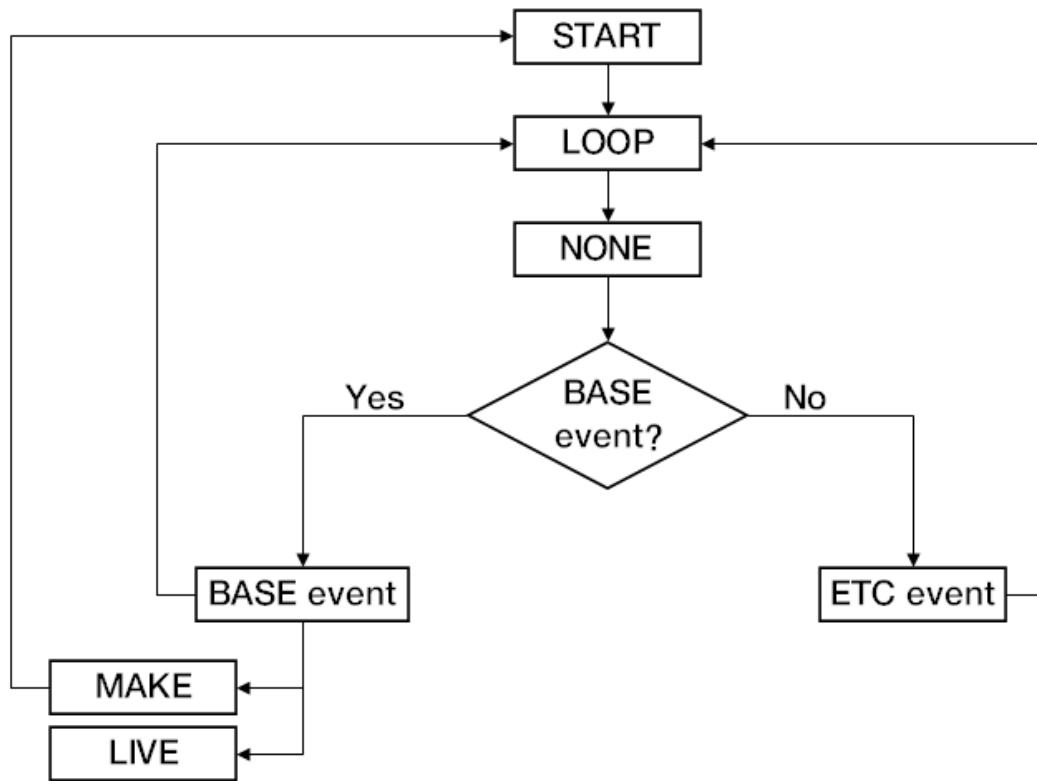 START
LOOP
NONE
Yes
BASE
event?
No
BASE event
ETC event
MAKE
LIVE